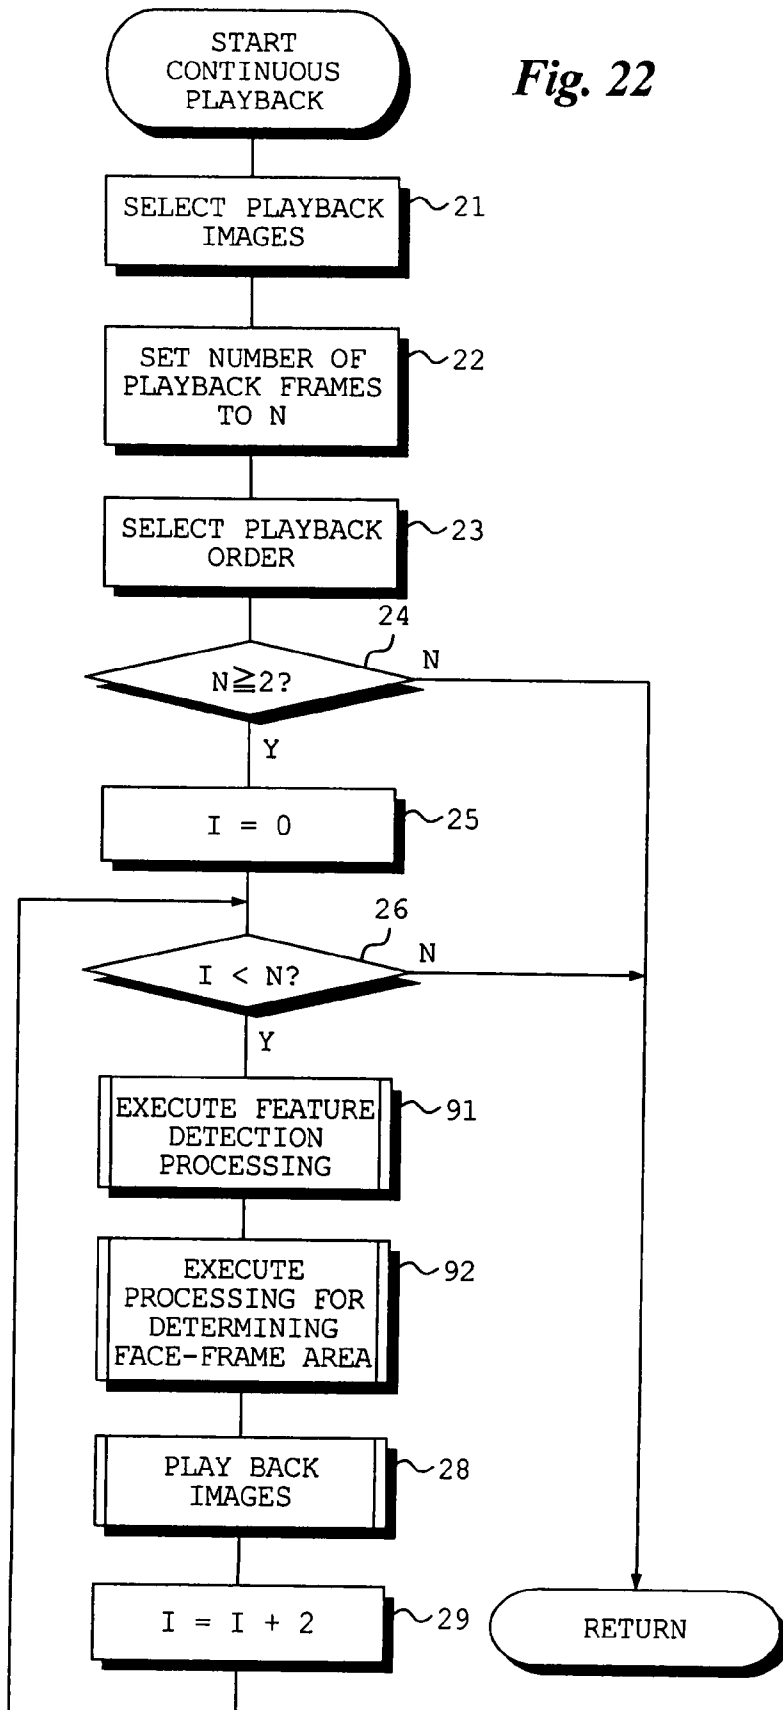 START
CONTINUOUS
PLAYBACK
Fig. 22
SELECT PLAYBACK
IMAGES
21
SET NUMBER OF
PLAYBACK FRAMES
TO N
22
SELECT PLAYBACK
ORDER
23
24
N≧2?
N
Y
I = 0
25
26
I < N?
N
Y
EXECUTE FEATURE
DETECTION
PROCESSING
91
EXECUTE
PROCESSING FOR
DETERMINING
FACE-FRAME AREA
92
PLAY BACK
IMAGES
28
I = I + 2
29
RETURN